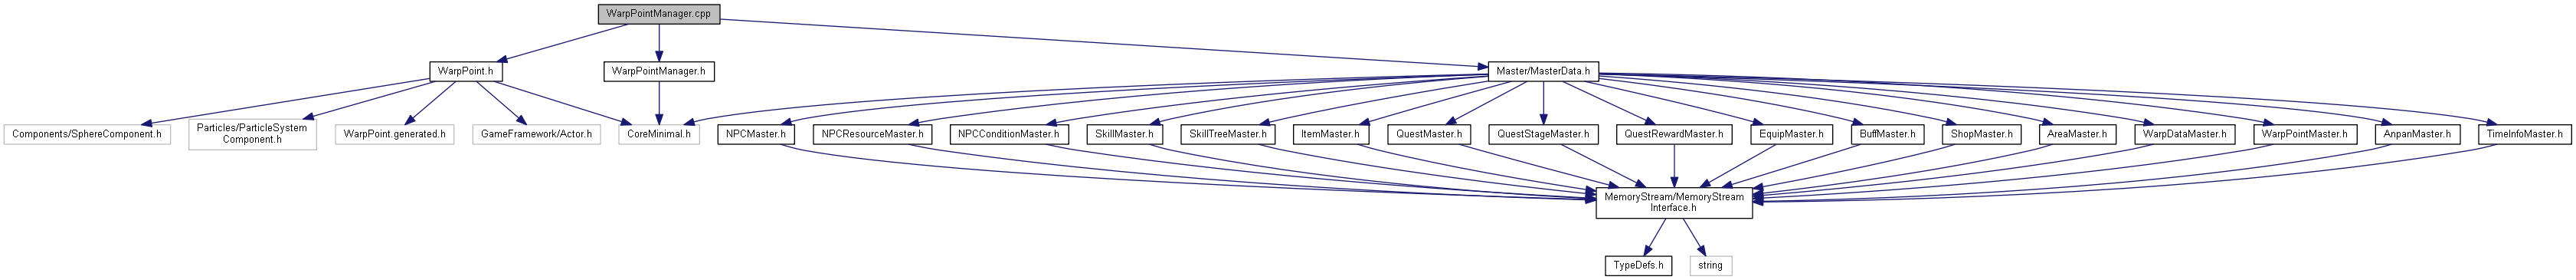 WarpPointManager.cpp
WarpPoint.h
WarpPointManager.h
Master/MasterData.h
Components/SphereComponent.h
Particles/ParticleSystem
Component.h
WarpPoint.generated.h
GameFramework/Actor.h
CoreMinimal.h
NPCMaster.h
NPCResourceMaster.h
NPCConditionMaster.h
SkillMaster.h
SkillTreeMaster.h
ItemMaster.h
QuestMaster.h
QuestStageMaster.h
QuestRewardMaster.h
EquipMaster.h
BuffMaster.h
ShopMaster.h
AreaMaster.h
WarpDataMaster.h
WarpPointMaster.h
AnpanMaster.h
TimeInfoMaster.h
MemoryStream/MemoryStream
Interface.h
TypeDefs.h
string